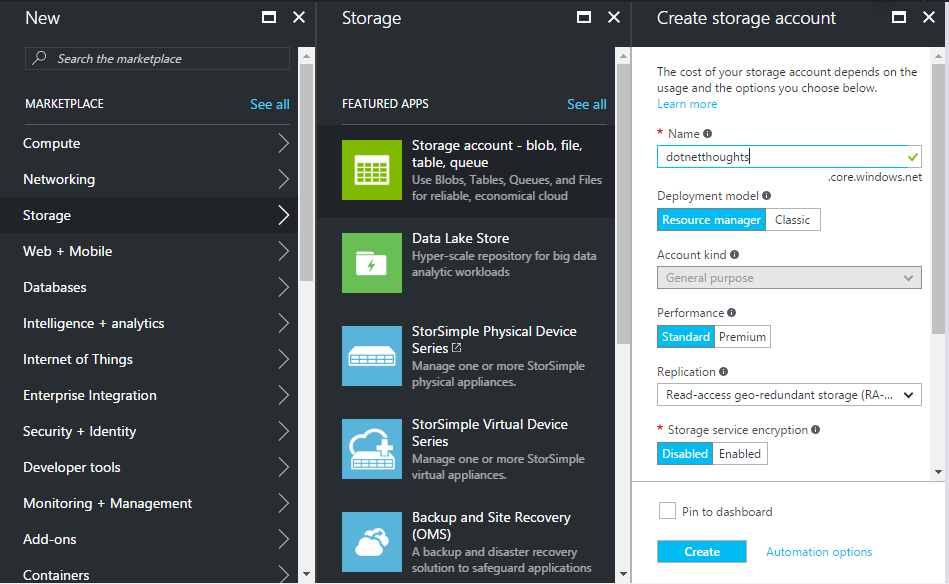 New
Search the marketplace
MARKETPLACE
See all
Compute
Networking
Storage
Web + Mobile
Databases
Intelligence + analytics
Internet of Things
Enterprise Integration
Security + Identity
Developer tools
Monitoring + Management
Add-ons
Containers
Storage
FEATURED APPS
See all
Storage account - blob, file,
table, queue
Use Blobs, Tables, Queues, and Files
for reliable, economical cloud
Data Lake Store
Hyper-scale repository for big data
analytic workloads
StorSimple Physical Device
Series
Manage one or more StorSimple
physical appliances.
StorSimple Virtual Device
Series
Manage one or more StorSimple
virtual appliances.
Backup and Site Recovery
(OMS)
A backup and disaster recovery
solution to safeguard applications
Create storage account
The cost of your storage account depends on the
usage and the options you choose below.
Learn more
* Name
dotnetthoughts
.core.windows.net
Deployment model
Resource manager Classic
Account kind
General purpose
Performance
Standard Premium
Replication
Read-access geo-redundant storage (RA-...
* Storage service encryption
Disabled Enabled
Pin to dashboard
Create Automation options